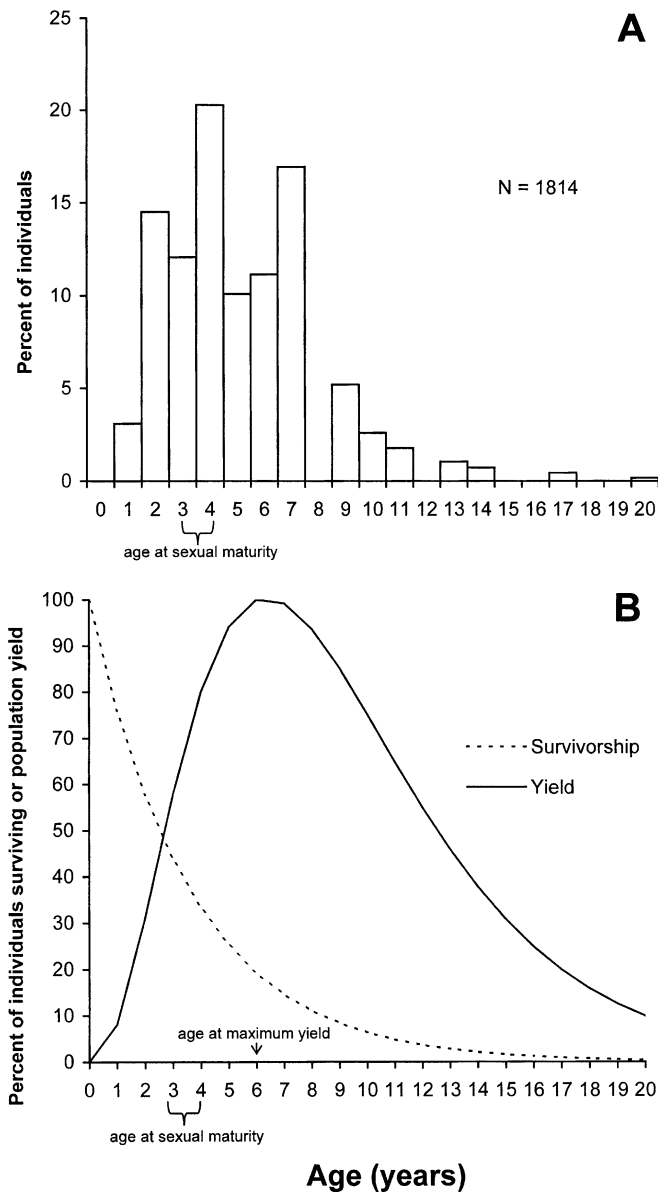 A
25
20
15
10
5
0
Percent of individuals
N = 1814
0 1 2 3 4 5 6 7 8 9 10 11 12 13 14 15 16 17 18 19 20
age at sexual maturity
B
100
90
80
70
60
50
40
30
20
10
0
Percent of individuals surviving or population yield
Survivorship
Yield
age at maximum yield
0 1 2 3 4 5 6 7 8 9 10 11 12 13 14 15 16 17 18 19 20
age at sexual maturity
Age (years)